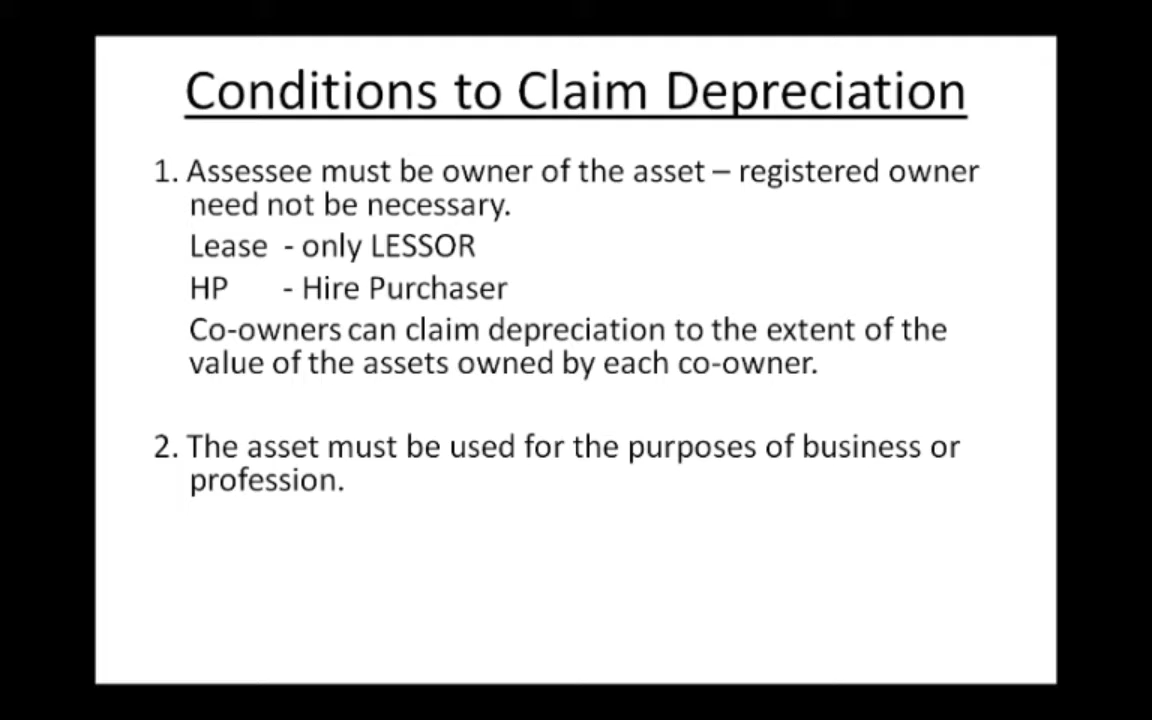 Conditions to Claim Depreciation
1. Assessee must be owner of the asset – registered owner
need not be necessary.
Lease - only LESSOR
HP - Hire Purchaser
Co-owners can claim depreciation to the extent of the
value of the assets owned by each co-owner.
2. The asset must be used for the purposes of business or
profession.